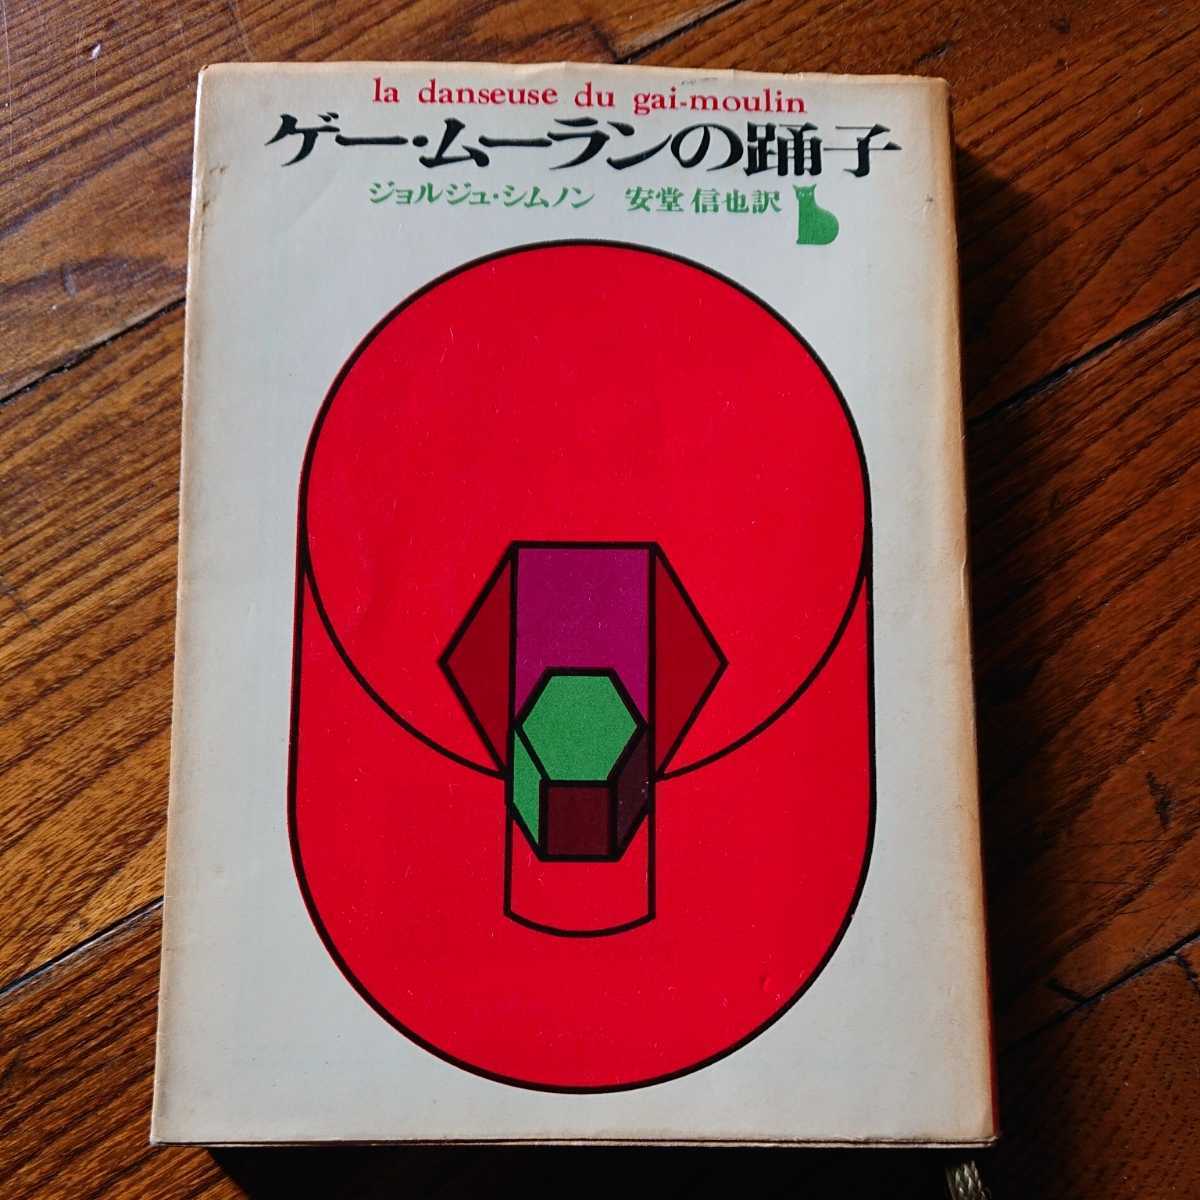 la danseuse du gai-moulin
ゲー・ムーランの踊子
ジョルジュ・シムノン 安堂信也訳